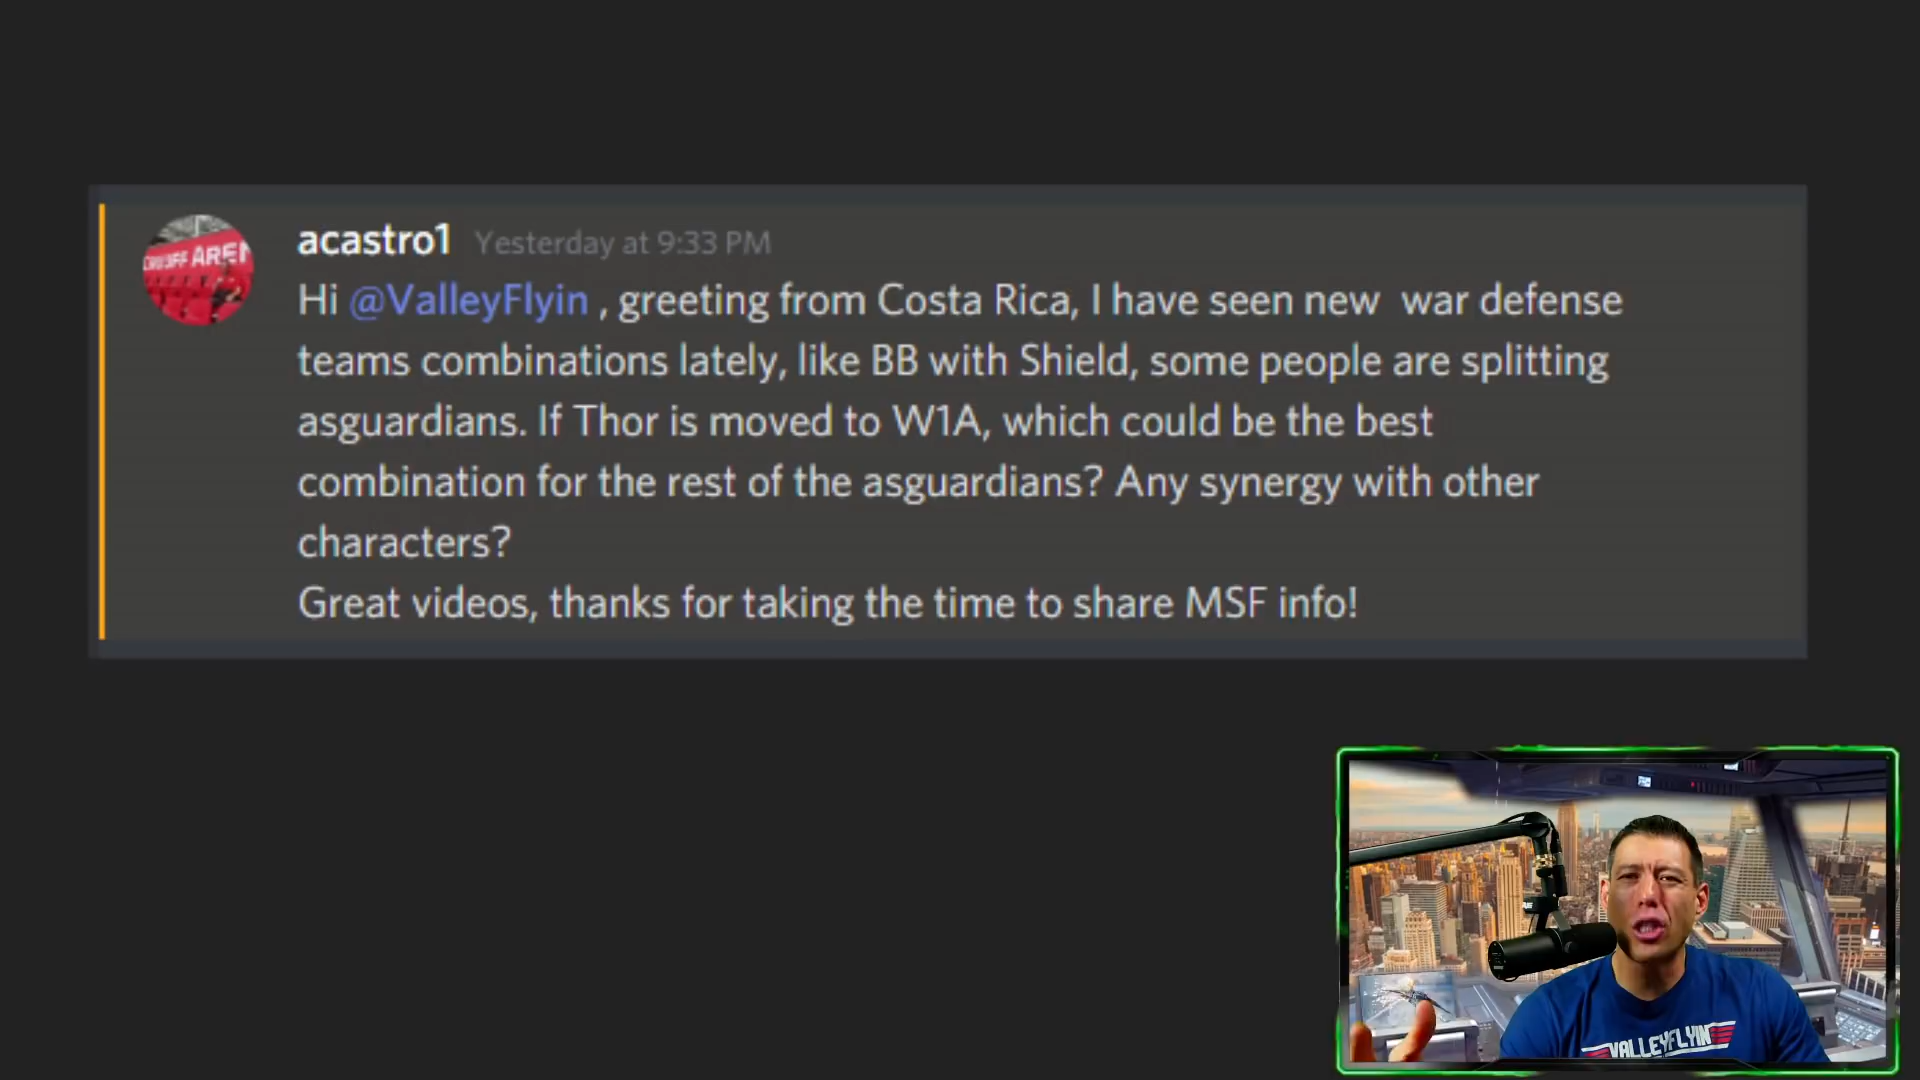 acastro1 Yesterday at 9:33 PM
Hi @ValleyFlyin , greeting from Costa Rica, I have seen new war defense
teams combinations lately, like BB with Shield, some people are splitting
asguardians. If Thor is moved to W1A, which could be the best
combination for the rest of the asguardians? Any synergy with other
characters?
Great videos, thanks for taking the time to share MSF info!
VALLEYFLYIN